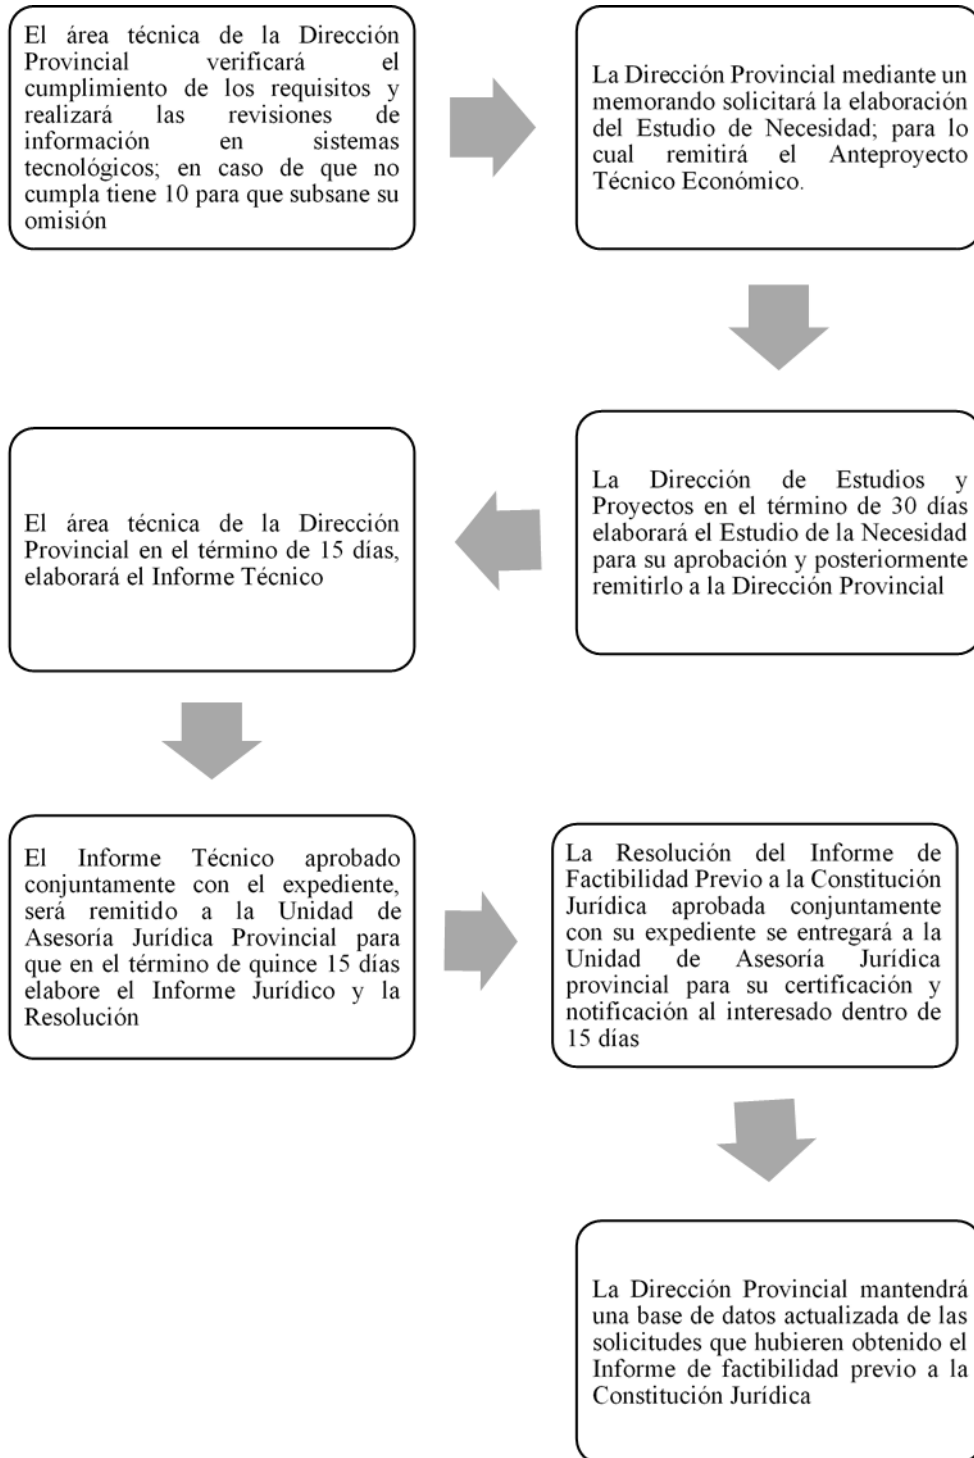 El área técnica de la Dirección
Provincial verificará el
cumplimiento de los requisitos y
realizará las revisiones de
información en sistemas
tecnológicos; en caso de que no
cumpla tiene 10 para que subsane su
omisión
La Dirección Provincial mediante un
memorando solicitará la elaboración
del Estudio de Necesidad; para lo
cual remitirá el Anteproyecto
Técnico Económico.
La Dirección de Estudios y
Proyectos en el término de 30 días
elaborará el Estudio de la Necesidad
para su aprobación y posteriormente
remitirlo a la Dirección Provincial
El área técnica de la Dirección
Provincial en el término de 15 días,
elaborará el Informe Técnico
El Informe Técnico aprobado
conjuntamente con el expediente,
será remitido a la Unidad de
Asesoría Jurídica Provincial para
que en el término de quince 15 días
elabore el Informe Jurídico y la
Resolución
La Resolución del Informe de
Factibilidad Previo a la Constitución
Jurídica aprobada conjuntamente
con su expediente se entregará a la
Unidad de Asesoría Jurídica
provincial para su certificación y
notificación al interesado dentro de
15 días
La Dirección Provincial mantendrá
una base de datos actualizada de las
solicitudes que hubieren obtenido el
Informe de factibilidad previo a la
Constitución Jurídica